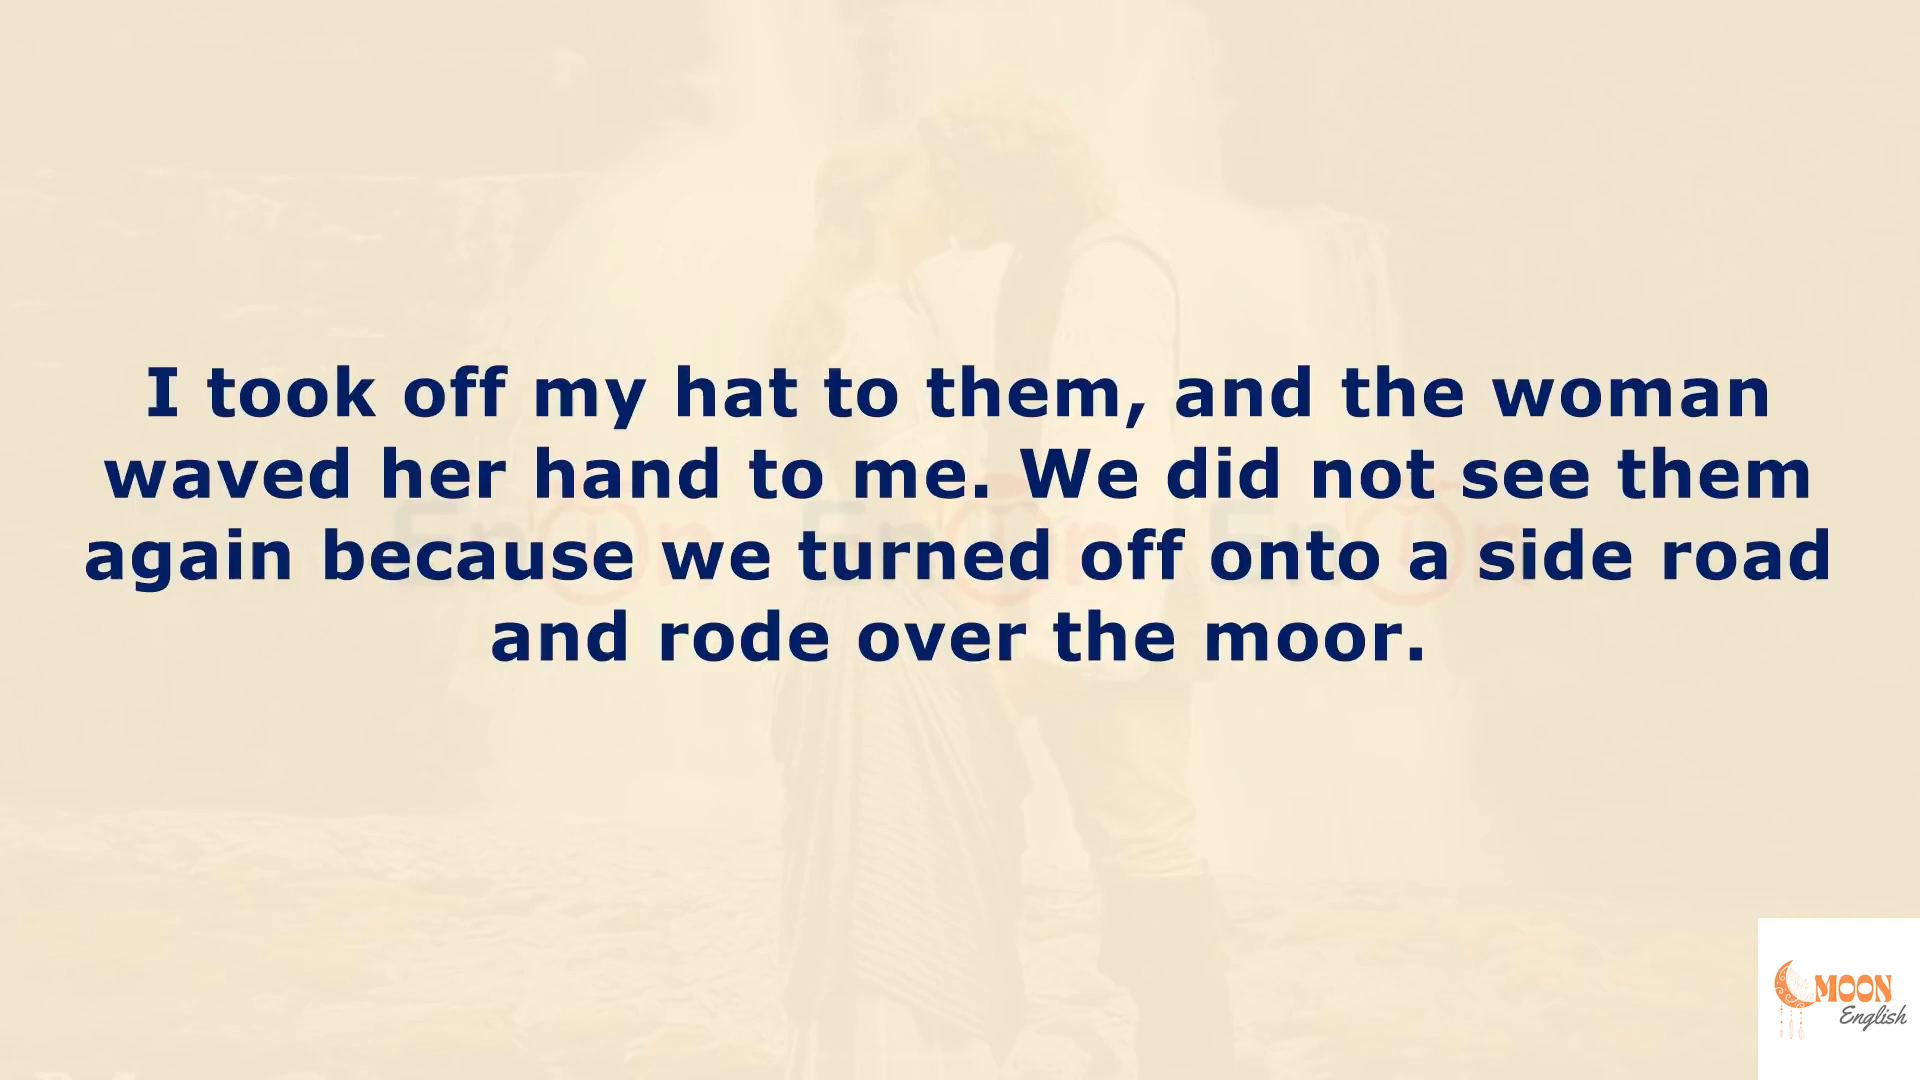 I took off my hat to them, and the woman
waved her hand to me. We did not see them
again because we turned off onto a side road
and rode over the moor.
MOON
English